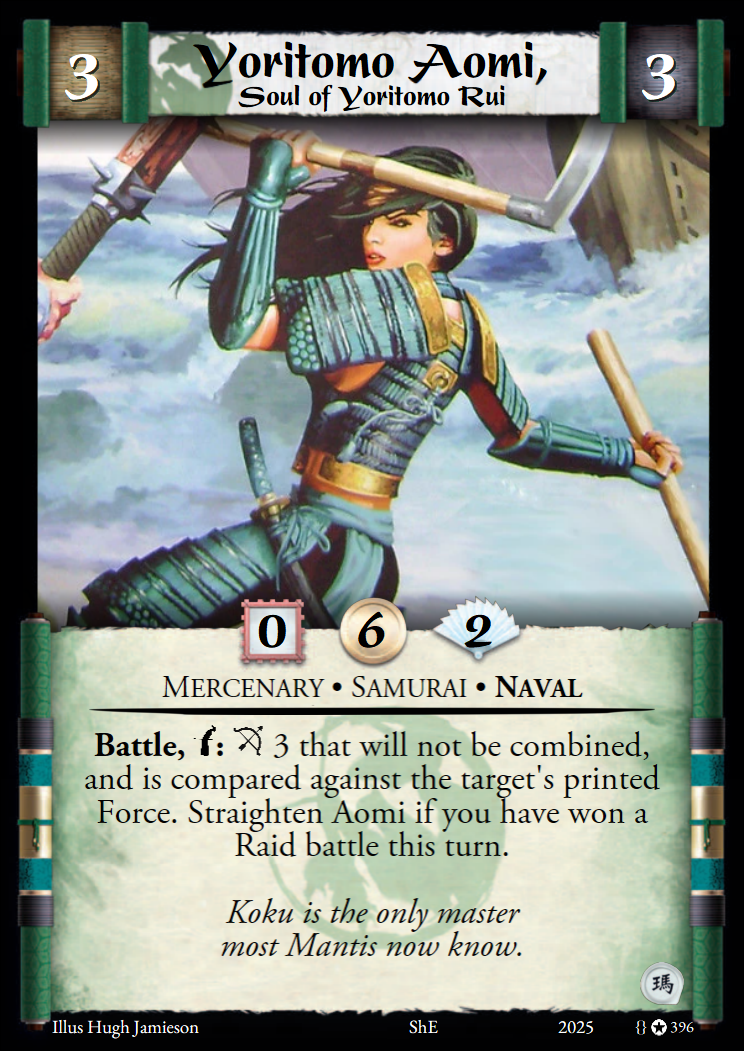 3
Yoritomo Aomi,
3
Soul of Yoritomo Rui
0
6
2
Mercenary • Samurai • Naval
Battle, : 3 that will not be combined,
and is compared against the target's printed
Force. Straighten Aomi if you have won a
Raid battle this turn.
Koku is the only master
most Mantis now know.
瑪
Illus Hugh Jamieson
ShE
2025
{} ✪ 396